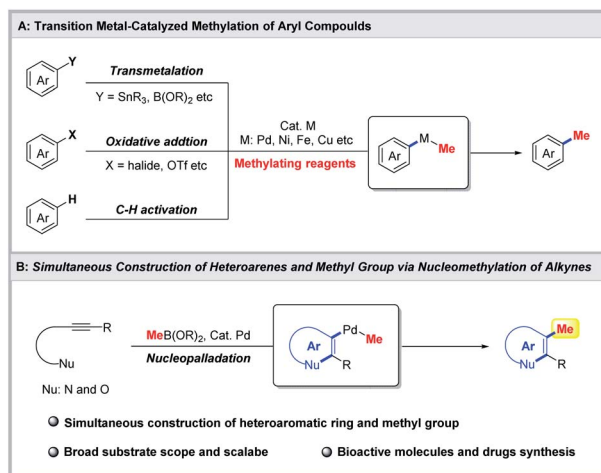 A: Transition Metal-Catalyzed Methylation of Aryl Compoulds
Y
Ar
Transmetalation
Y = SnR3, B(OR)2 etc
X
Ar
Oxidative addtion
X = halide, OTf etc
H
Ar
C-H activation
Cat. M
M: Pd, Ni, Fe, Cu etc
Methylating reagents
M
Me
Ar
Me
Ar
B: Simultaneous Construction of Heteroarenes and Methyl Group via Nucleomethylation of Alkynes
R
Nu
Nu: N and O
MeB(OR)2, Cat. Pd
Nucleopalladation
Pd
Me
Ar
Nu
R
Me
Ar
Nu
R
Simultaneous construction of heteroaromatic ring and methyl group
Broad substrate scope and scalabe
Bioactive molecules and drugs synthesis